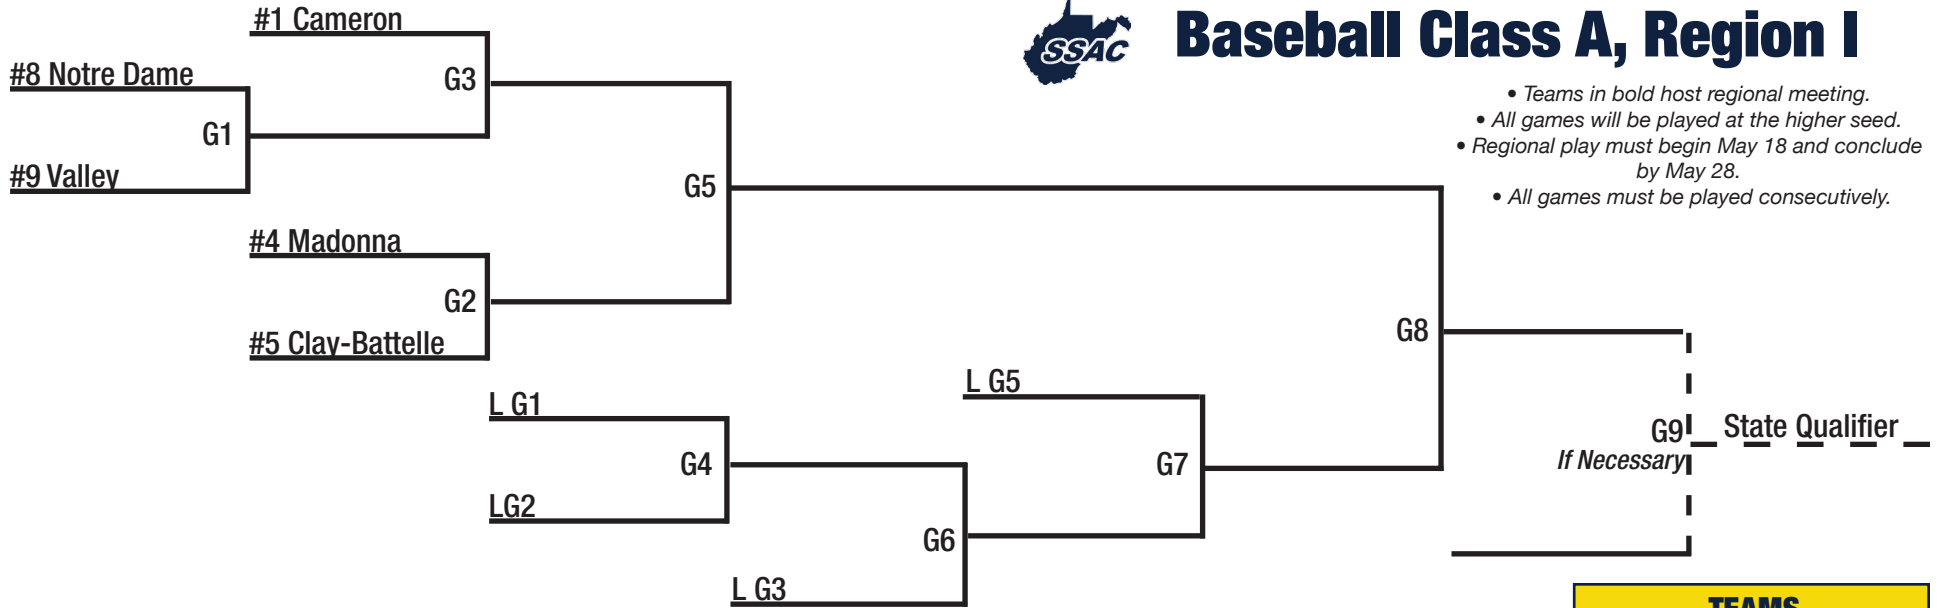 #1 Cameron
SSAC
Baseball Class A, Region I
#8 Notre Dame
G3
• Teams in bold host regional meeting.
• All games will be played at the higher seed.
G1
• Regional play must begin May 18 and conclude
by May 28.
#9 Valley
G5
• All games must be played consecutively.
#4 Madonna
G2
#5 Clay-Battelle
G8
L G5
L G1
G9
State Qualifier
G4
G7
If Necessary
LG2
G6
L G3
TEAMS